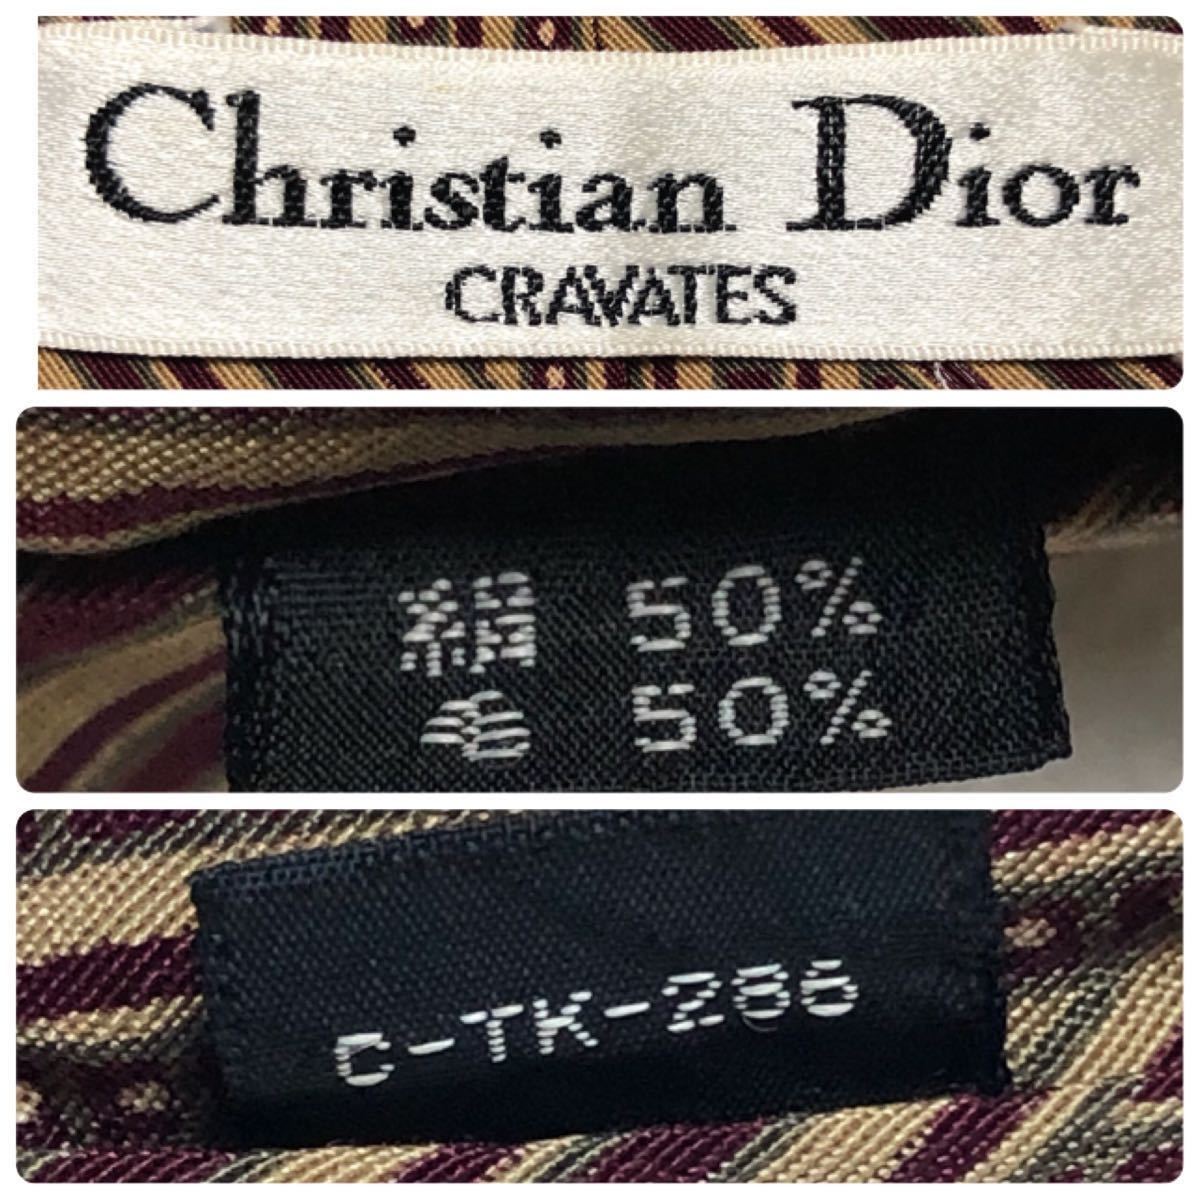 Christian Dior
CRAVATES
絹 50%
毛 50%
C-TK-286